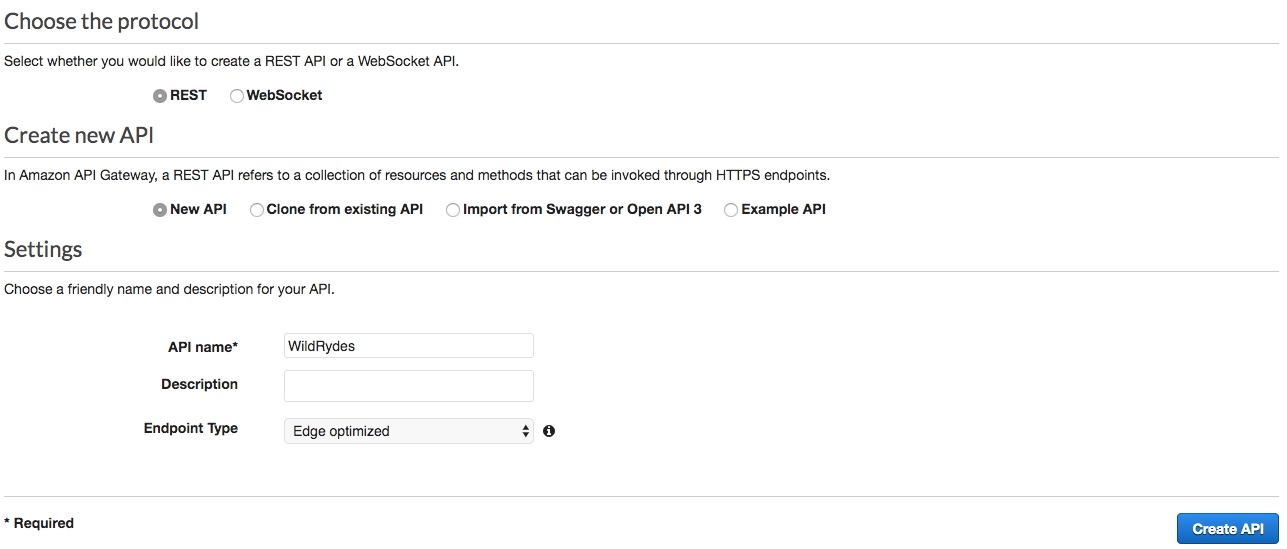 Choose the protocol
Select whether you would like to create a REST API or a WebSocket API.
REST WebSocket
Create new API
In Amazon API Gateway, a REST API refers to a collection of resources and methods that can be invoked through HTTPS endpoints.
New API Clone from existing API Import from Swagger or Open API 3 Example API
Settings
Choose a friendly name and description for your API.
API name* WildRydes
Description
Endpoint Type Edge optimized
* Required Create API